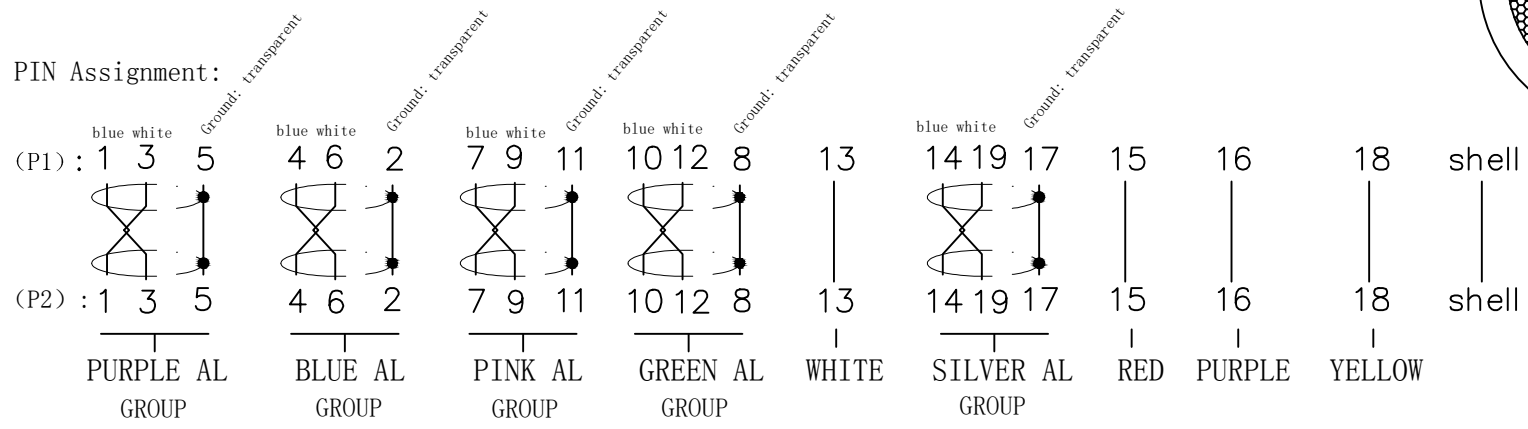 PIN Assignment:
Ground: transparent
Ground: transparent
Ground: transparent
Ground: transparent
Ground: transparent
blue white blue white blue white blue white blue white
(P1) : 1 3 5 4 6 2 7 9 11 10 12 8 13 14 19 17 15 16 18 shell
(P2) : 1 3 5 4 6 2 7 9 11 10 12 8 13 14 19 17 15 16 18 shell
PURPLE AL BLUE AL PINK AL GREEN AL WHITE SILVER AL RED PURPLE YELLOW
GROUP GROUP GROUP GROUP GROUP